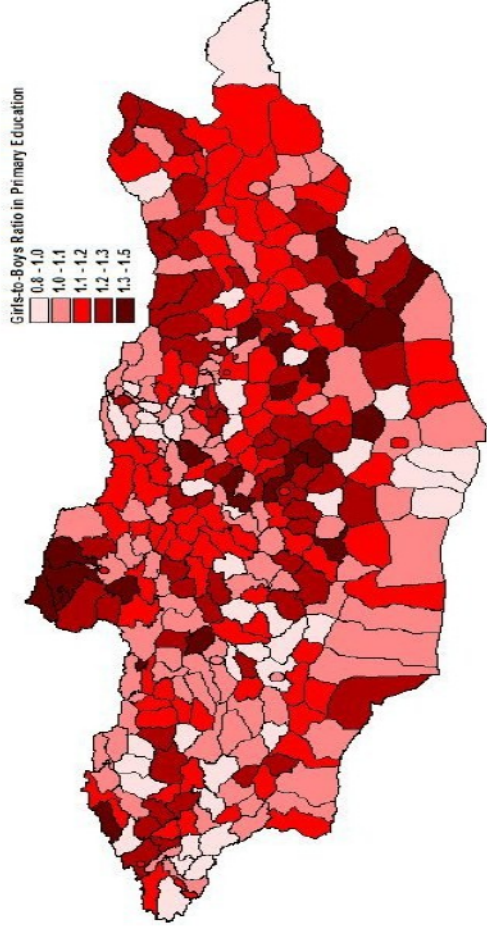 Girls-to-Boys Ratio in Primary Education
0.8 - 1.0
1.0 - 1.1
1.1 - 1.2
1.2 - 1.3
1.3 - 1.5